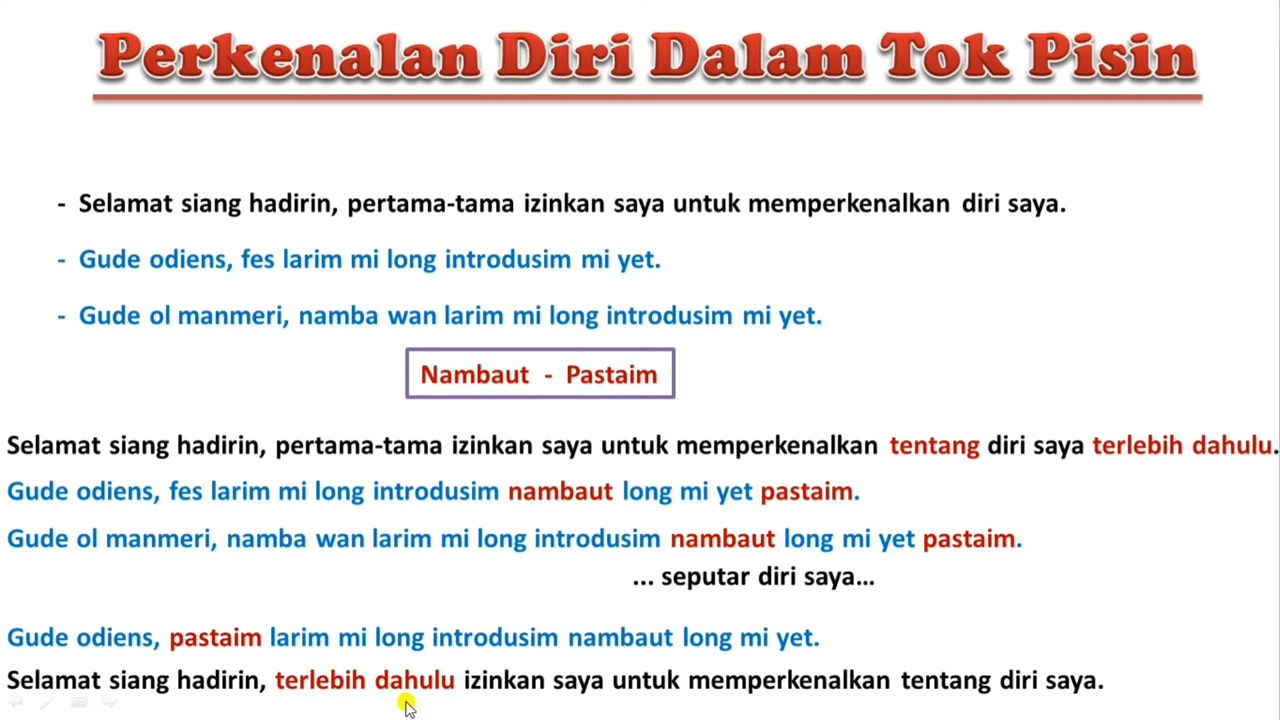 Perkenalan Diri Dalam Tok Pisin
- Selamat siang hadirin, pertama-tama izinkan saya untuk memperkenalkan diri saya.
- Gude odiens, fes larim mi long introdusim mi yet.
- Gude ol manmeri, namba wan larim mi long introdusim mi yet.
Nambaut - Pastaim
Selamat siang hadirin, pertama-tama izinkan saya untuk memperkenalkan tentang diri saya terlebih dahulu.
Gude odiens, fes larim mi long introdusim nambaut long mi yet pastaim.
Gude ol manmeri, namba wan larim mi long introdusim nambaut long mi yet pastaim.
... seputar diri saya...
Gude odiens, pastaim larim mi long introdusim nambaut long mi yet.
Selamat siang hadirin, terlebih dahulu izinkan saya untuk memperkenalkan tentang diri saya.